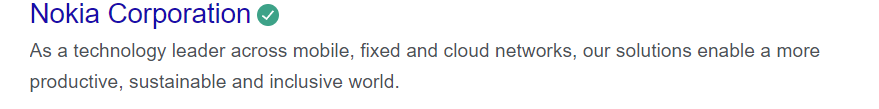 Nokia Corporation
As a technology leader across mobile, fixed and cloud networks, our solutions enable a more
productive, sustainable and inclusive world.